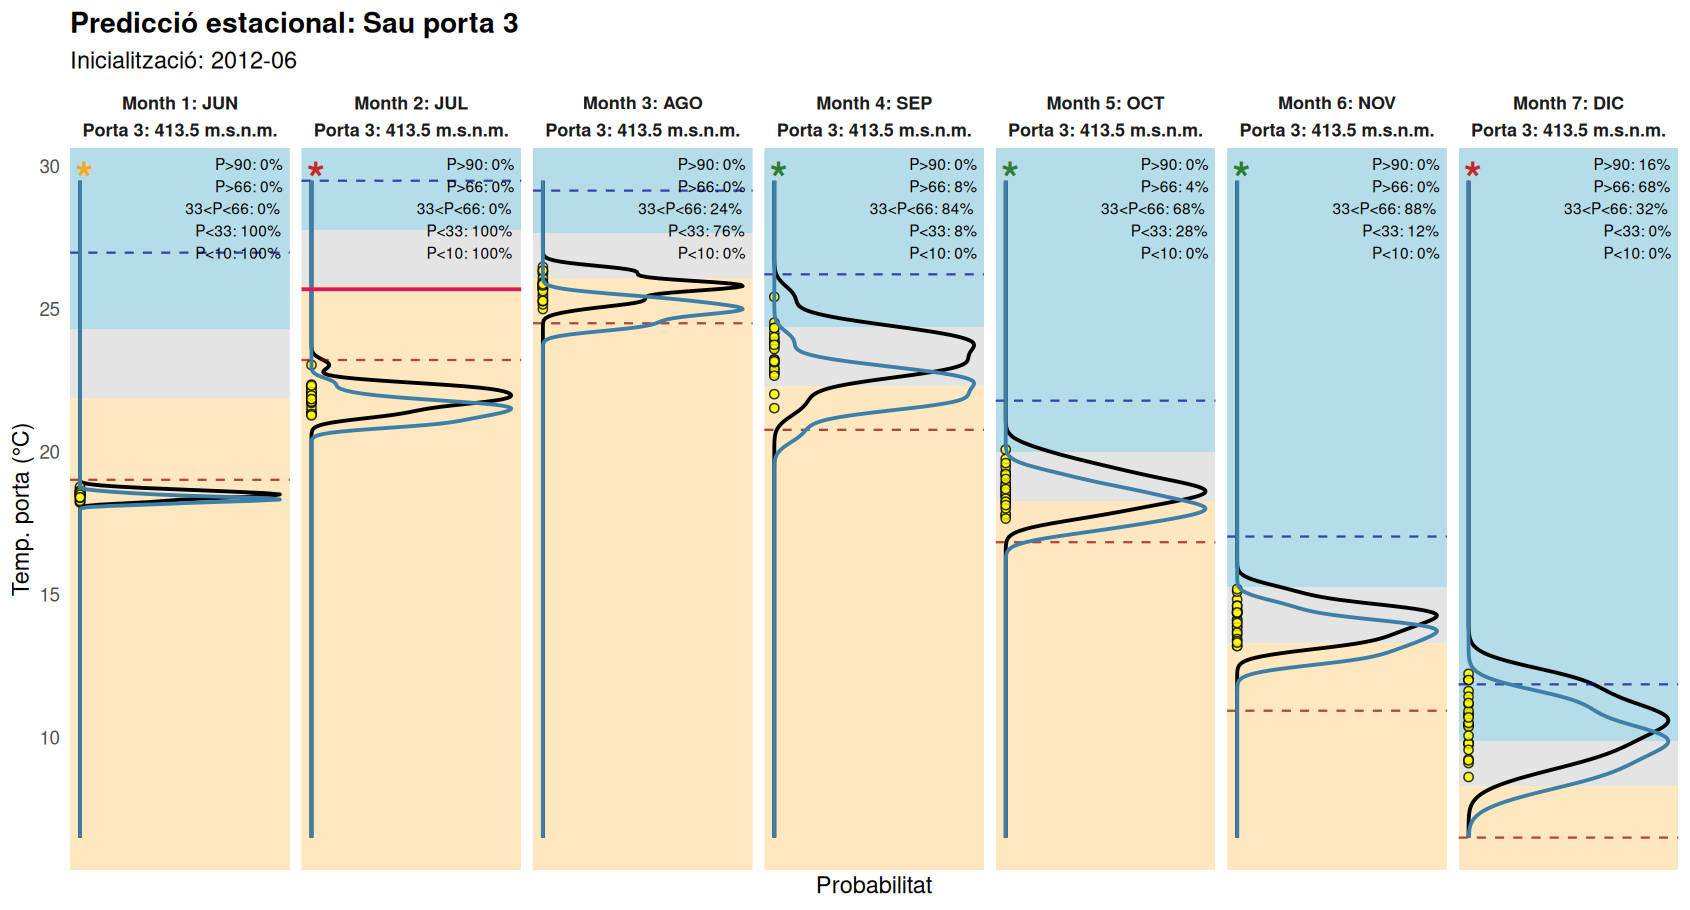 Predicció estacional: Sau porta 3
Inicialització: 2012-06
Month 1: JUN
Porta 3: 413.5 m.s.n.m.
Month 2: JUL
Porta 3: 413.5 m.s.n.m.
Month 3: AGO
Porta 3: 413.5 m.s.n.m.
Month 4: SEP
Porta 3: 413.5 m.s.n.m.
Month 5: OCT
Porta 3: 413.5 m.s.n.m.
Month 6: NOV
Porta 3: 413.5 m.s.n.m.
Month 7: DIC
Porta 3: 413.5 m.s.n.m.
*
P>90: 0%
P>66: 0%
33<P<66: 0%
P<33: 100%
P<10: 100%
*
P>90: 0%
P>66: 0%
33<P<66: 0%
P<33: 100%
P<10: 100%
P>90: 0%
P>66: 0%
33<P<66: 24%
P<33: 76%
P<10: 0%
*
P>90: 0%
P>66: 8%
33<P<66: 84%
P<33: 8%
P<10: 0%
*
P>90: 0%
P>66: 4%
33<P<66: 68%
P<33: 28%
P<10: 0%
*
P>90: 0%
P>66: 0%
33<P<66: 88%
P<33: 12%
P<10: 0%
*
P>90: 16%
P>66: 68%
33<P<66: 32%
P<33: 0%
P<10: 0%
30
25
20
15
10
Temp. porta (°C)
Probabilitat